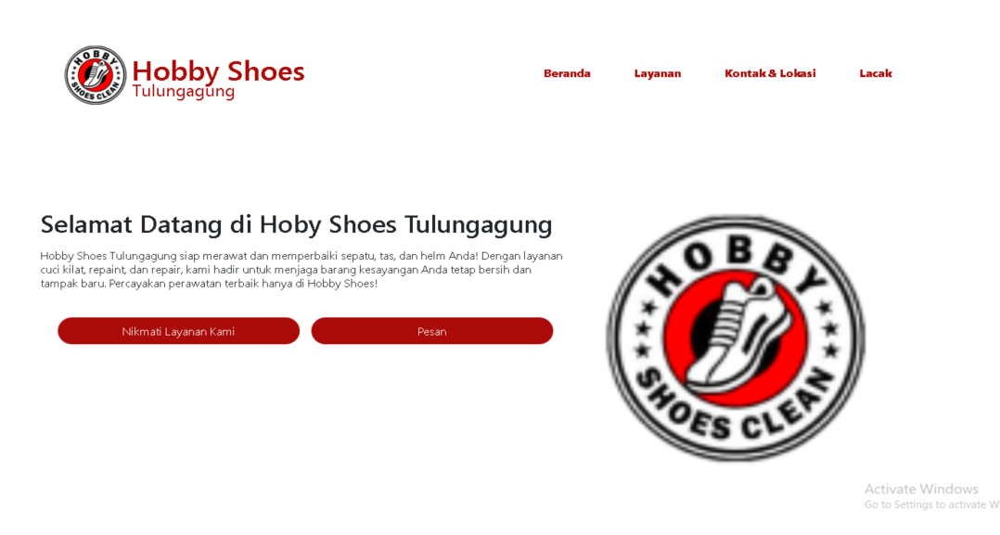 HOBBY
SHOES CLEAN
Hobby Shoes
Tulungagung
Beranda
Layanan
Kontak & Lokasi
Lacak
Selamat Datang di Hoby Shoes Tulungagung
Hobby Shoes Tulungagung siap merawat dan memperbaiki sepatu, tas, dan helm Anda! Dengan layanan
cuci kilat, repaint, dan repair, kami hadir untuk menjaga barang kesayangan Anda tetap bersih dan
tampak baru. Percayakan perawatan terbaik hanya di Hobby Shoes!
Nikmati Layanan Kami
Pesan
HOBBY
SHOES CLEAN
Activate Windows
Go to Settings to activate W